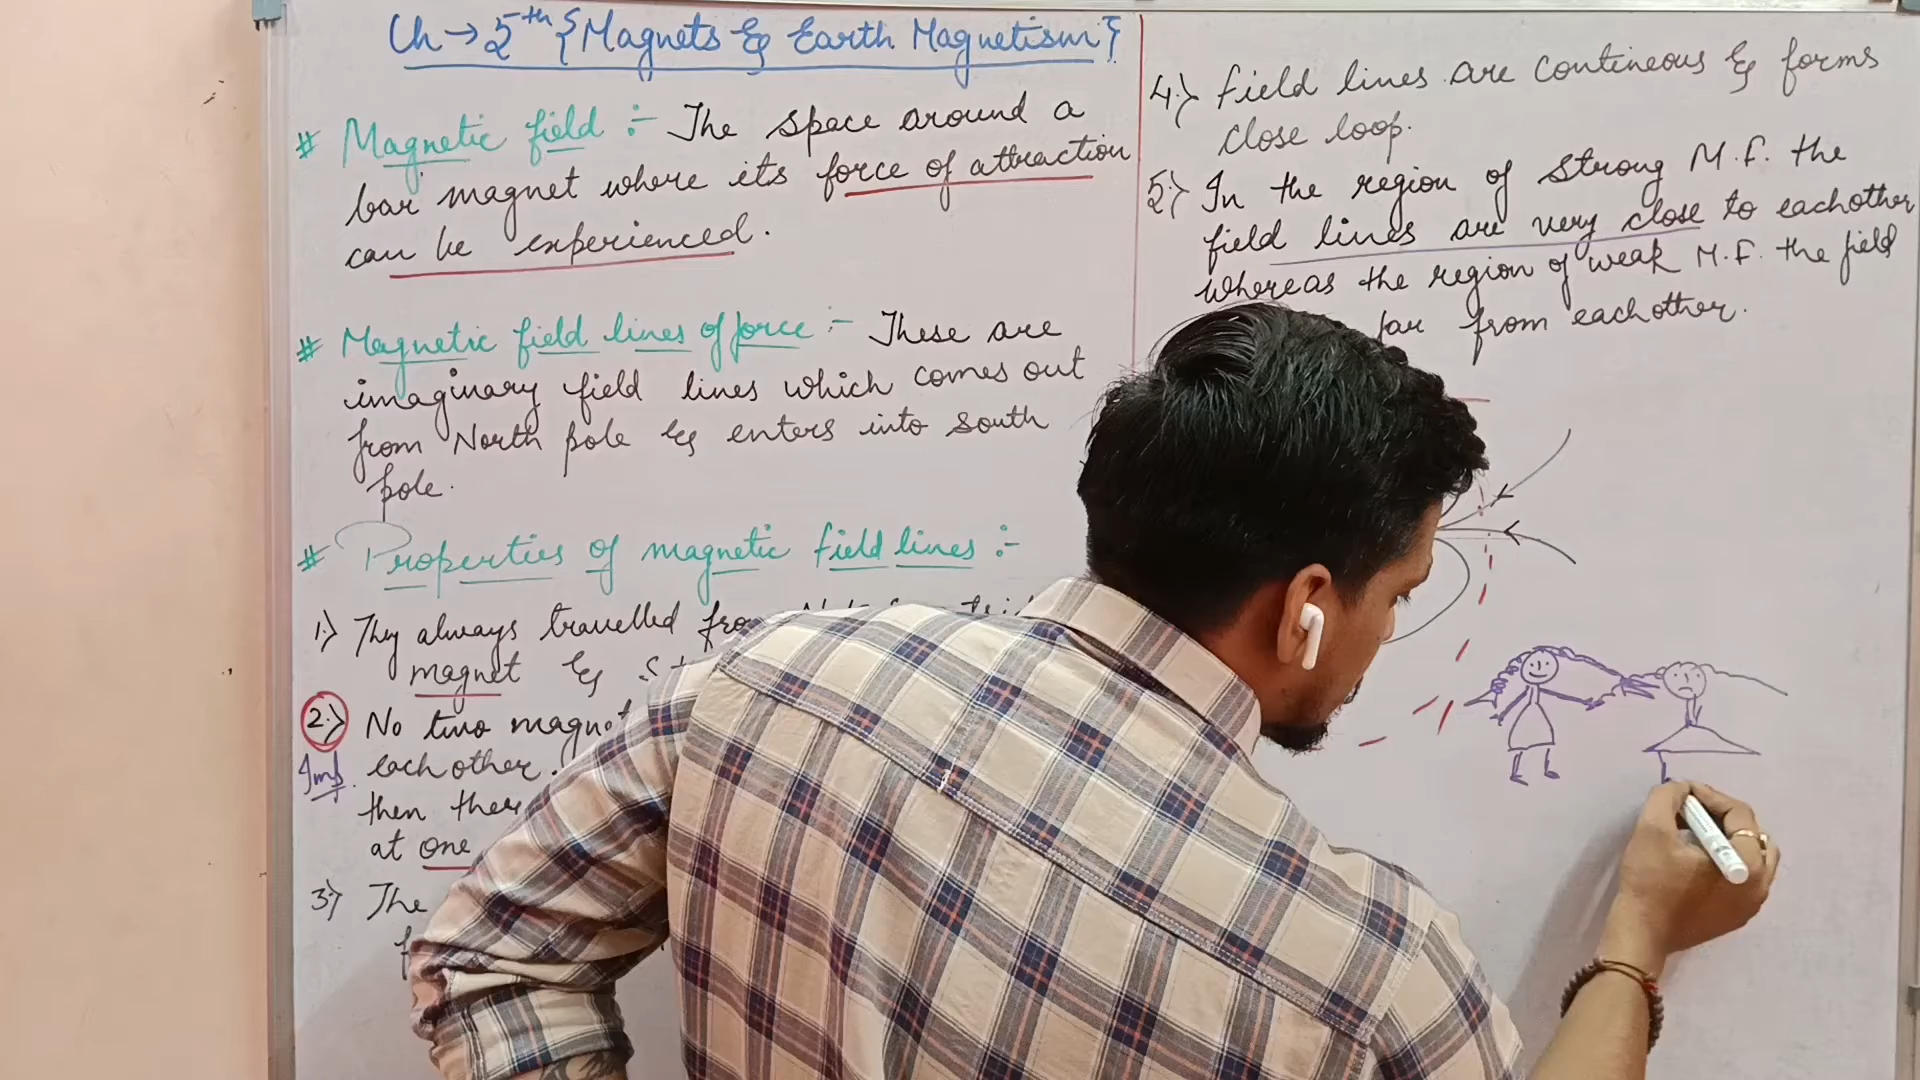 Ch → 5th {Magnets & Earth Magnetism}
# Magnetic field :- The space around a
bar magnet where its force of attraction
can be experienced.
# Magnetic field lines of force :- These are
imaginary field lines which comes out
from North pole & enters into south
pole.
# Properties of magnetic field lines :-
1.) They always travelled
magnet &
2.) No two
Imp. each other.
then
at one
3.) The
4.) field lines are contineous & forms
close loop.
5.) In the region of strong M.F. the
field lines are very close to eachother
whereas the region of weak M.F. the field
far from eachother.